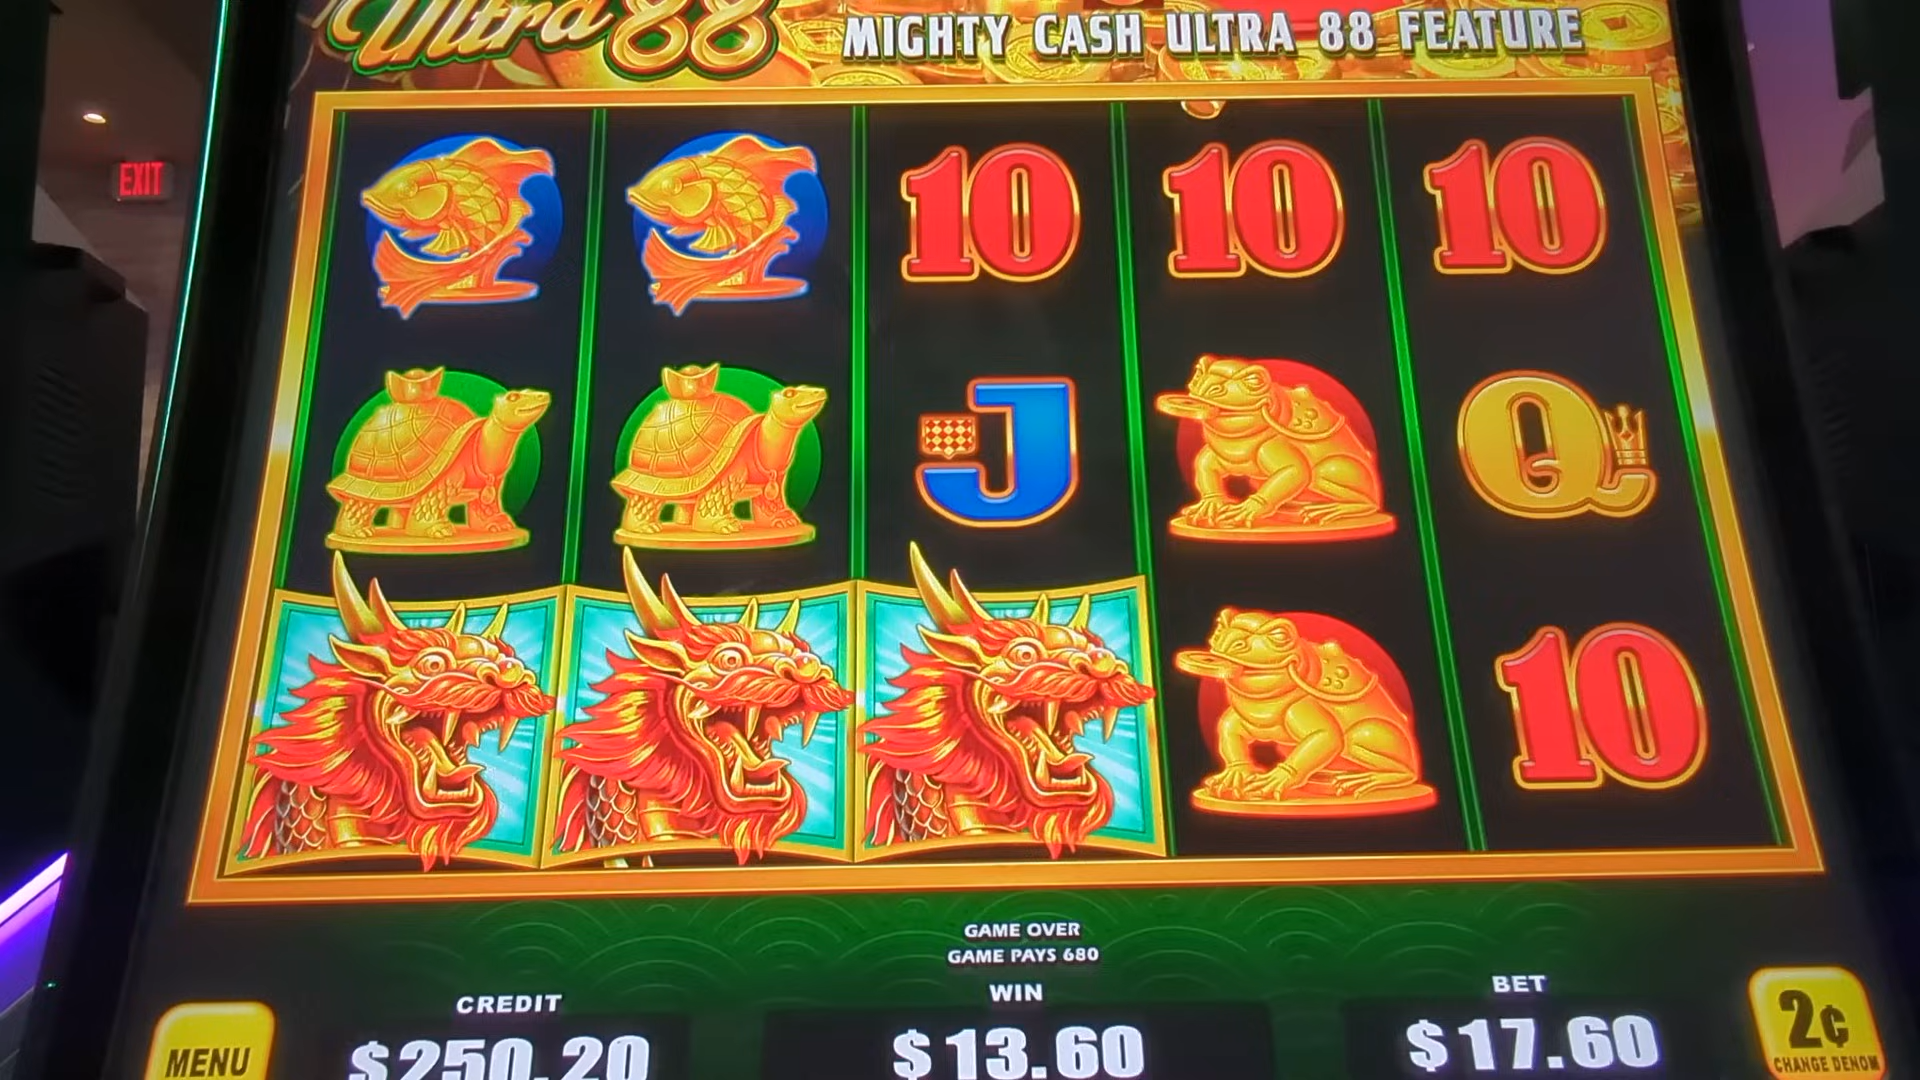 Ultra 88
MIGHTY CASH ULTRA 88 FEATURE
EXIT
10 10 10
J Q
10
GAME OVER
GAME PAYS 680
CREDIT WIN BET
$250.20 $13.60 $17.60
MENU
2¢
CHANGE DENOM